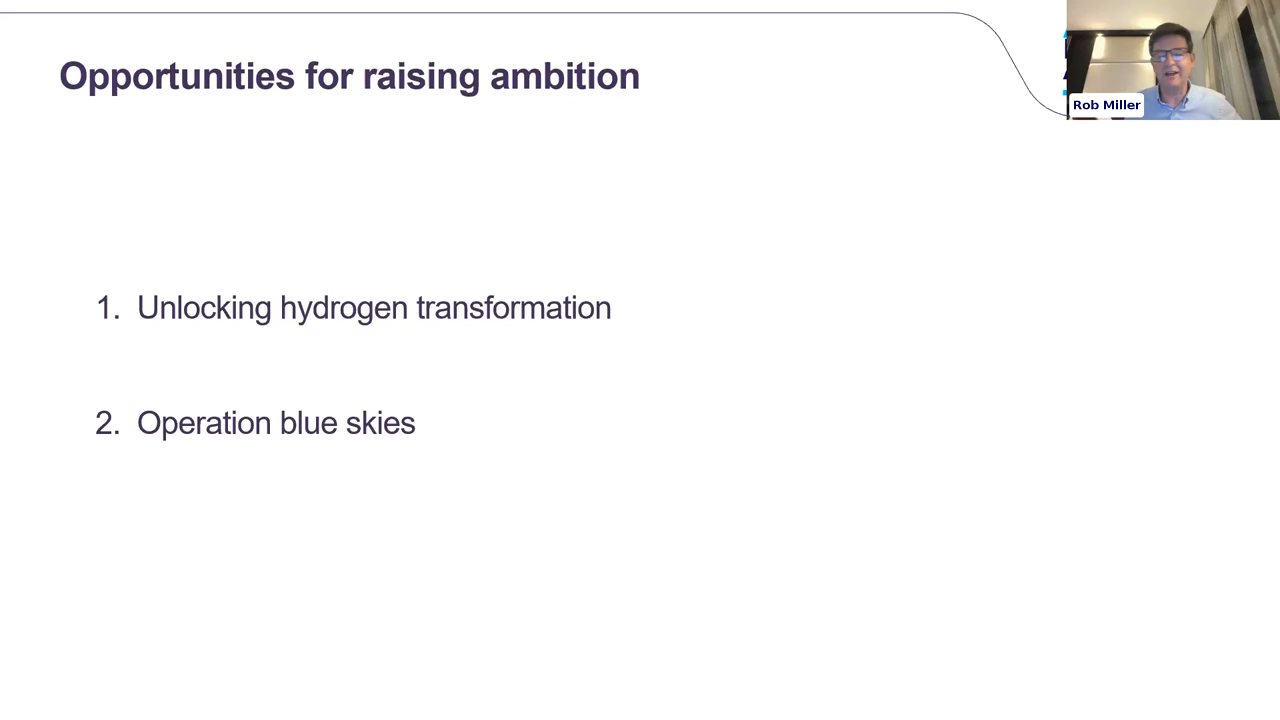 Opportunities for raising ambition
Rob Miller
1. Unlocking hydrogen transformation
2. Operation blue skies